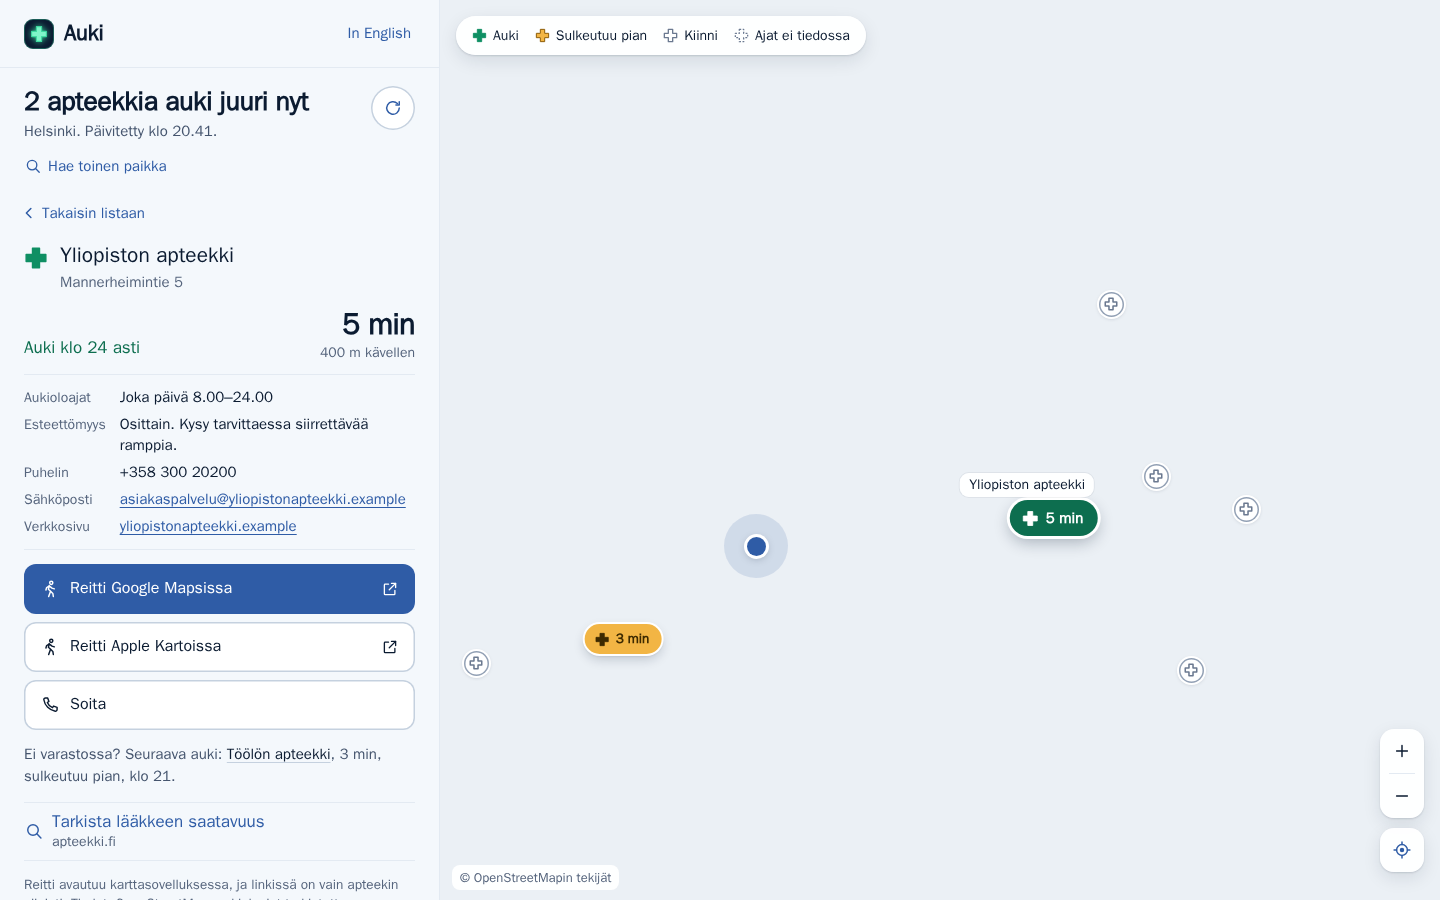 Auki
In English
2 apteekkia auki juuri nyt
Helsinki. Päivitetty klo 20.41.
Hae toinen paikka
Takaisin listaan
Yliopiston apteekki
Mannerheimintie 5
5 min
Auki klo 24 asti
400 m kävellen
Aukioloajat Joka päivä 8.00–24.00
Esteettömyys Osittain. Kysy tarvittaessa siirrettävää
ramppia.
Puhelin +358 300 20200
Sähköposti asiakaspalvelu@yliopistonapteekki.example
Verkkosivu yliopistonapteekki.example
Reitti Google Mapsissa
Reitti Apple Kartoissa
Soita
Ei varastossa? Seuraava auki: Töölön apteekki, 3 min,
sulkeutuu pian, klo 21.
Tarkista lääkkeen saatavuus
apteekki.fi
Reitti avautuu karttasovelluksessa, ja linkissä on vain apteekin
Auki Sulkeutuu pian Kiinni Ajat ei tiedossa
Yliopiston apteekki
5 min
3 min
© OpenStreetMapin tekijät